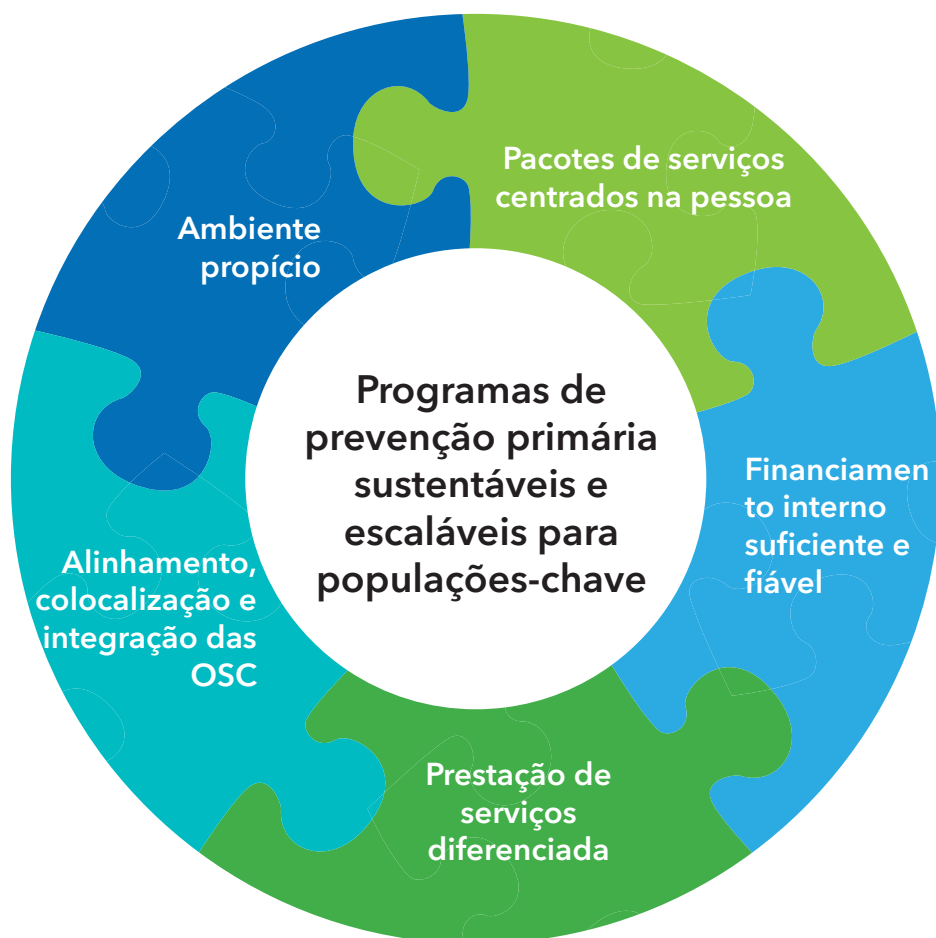 Pacotes de serviços
centrados na pessoa
Ambiente
propício
Programas de
prevenção primária
sustentáveis e
escaláveis para
populações-chave
Financiamen
to interno
suficiente e
fiável
Alinhamento,
colocalização e
integração das
OSC
Prestação de
serviços
diferenciada